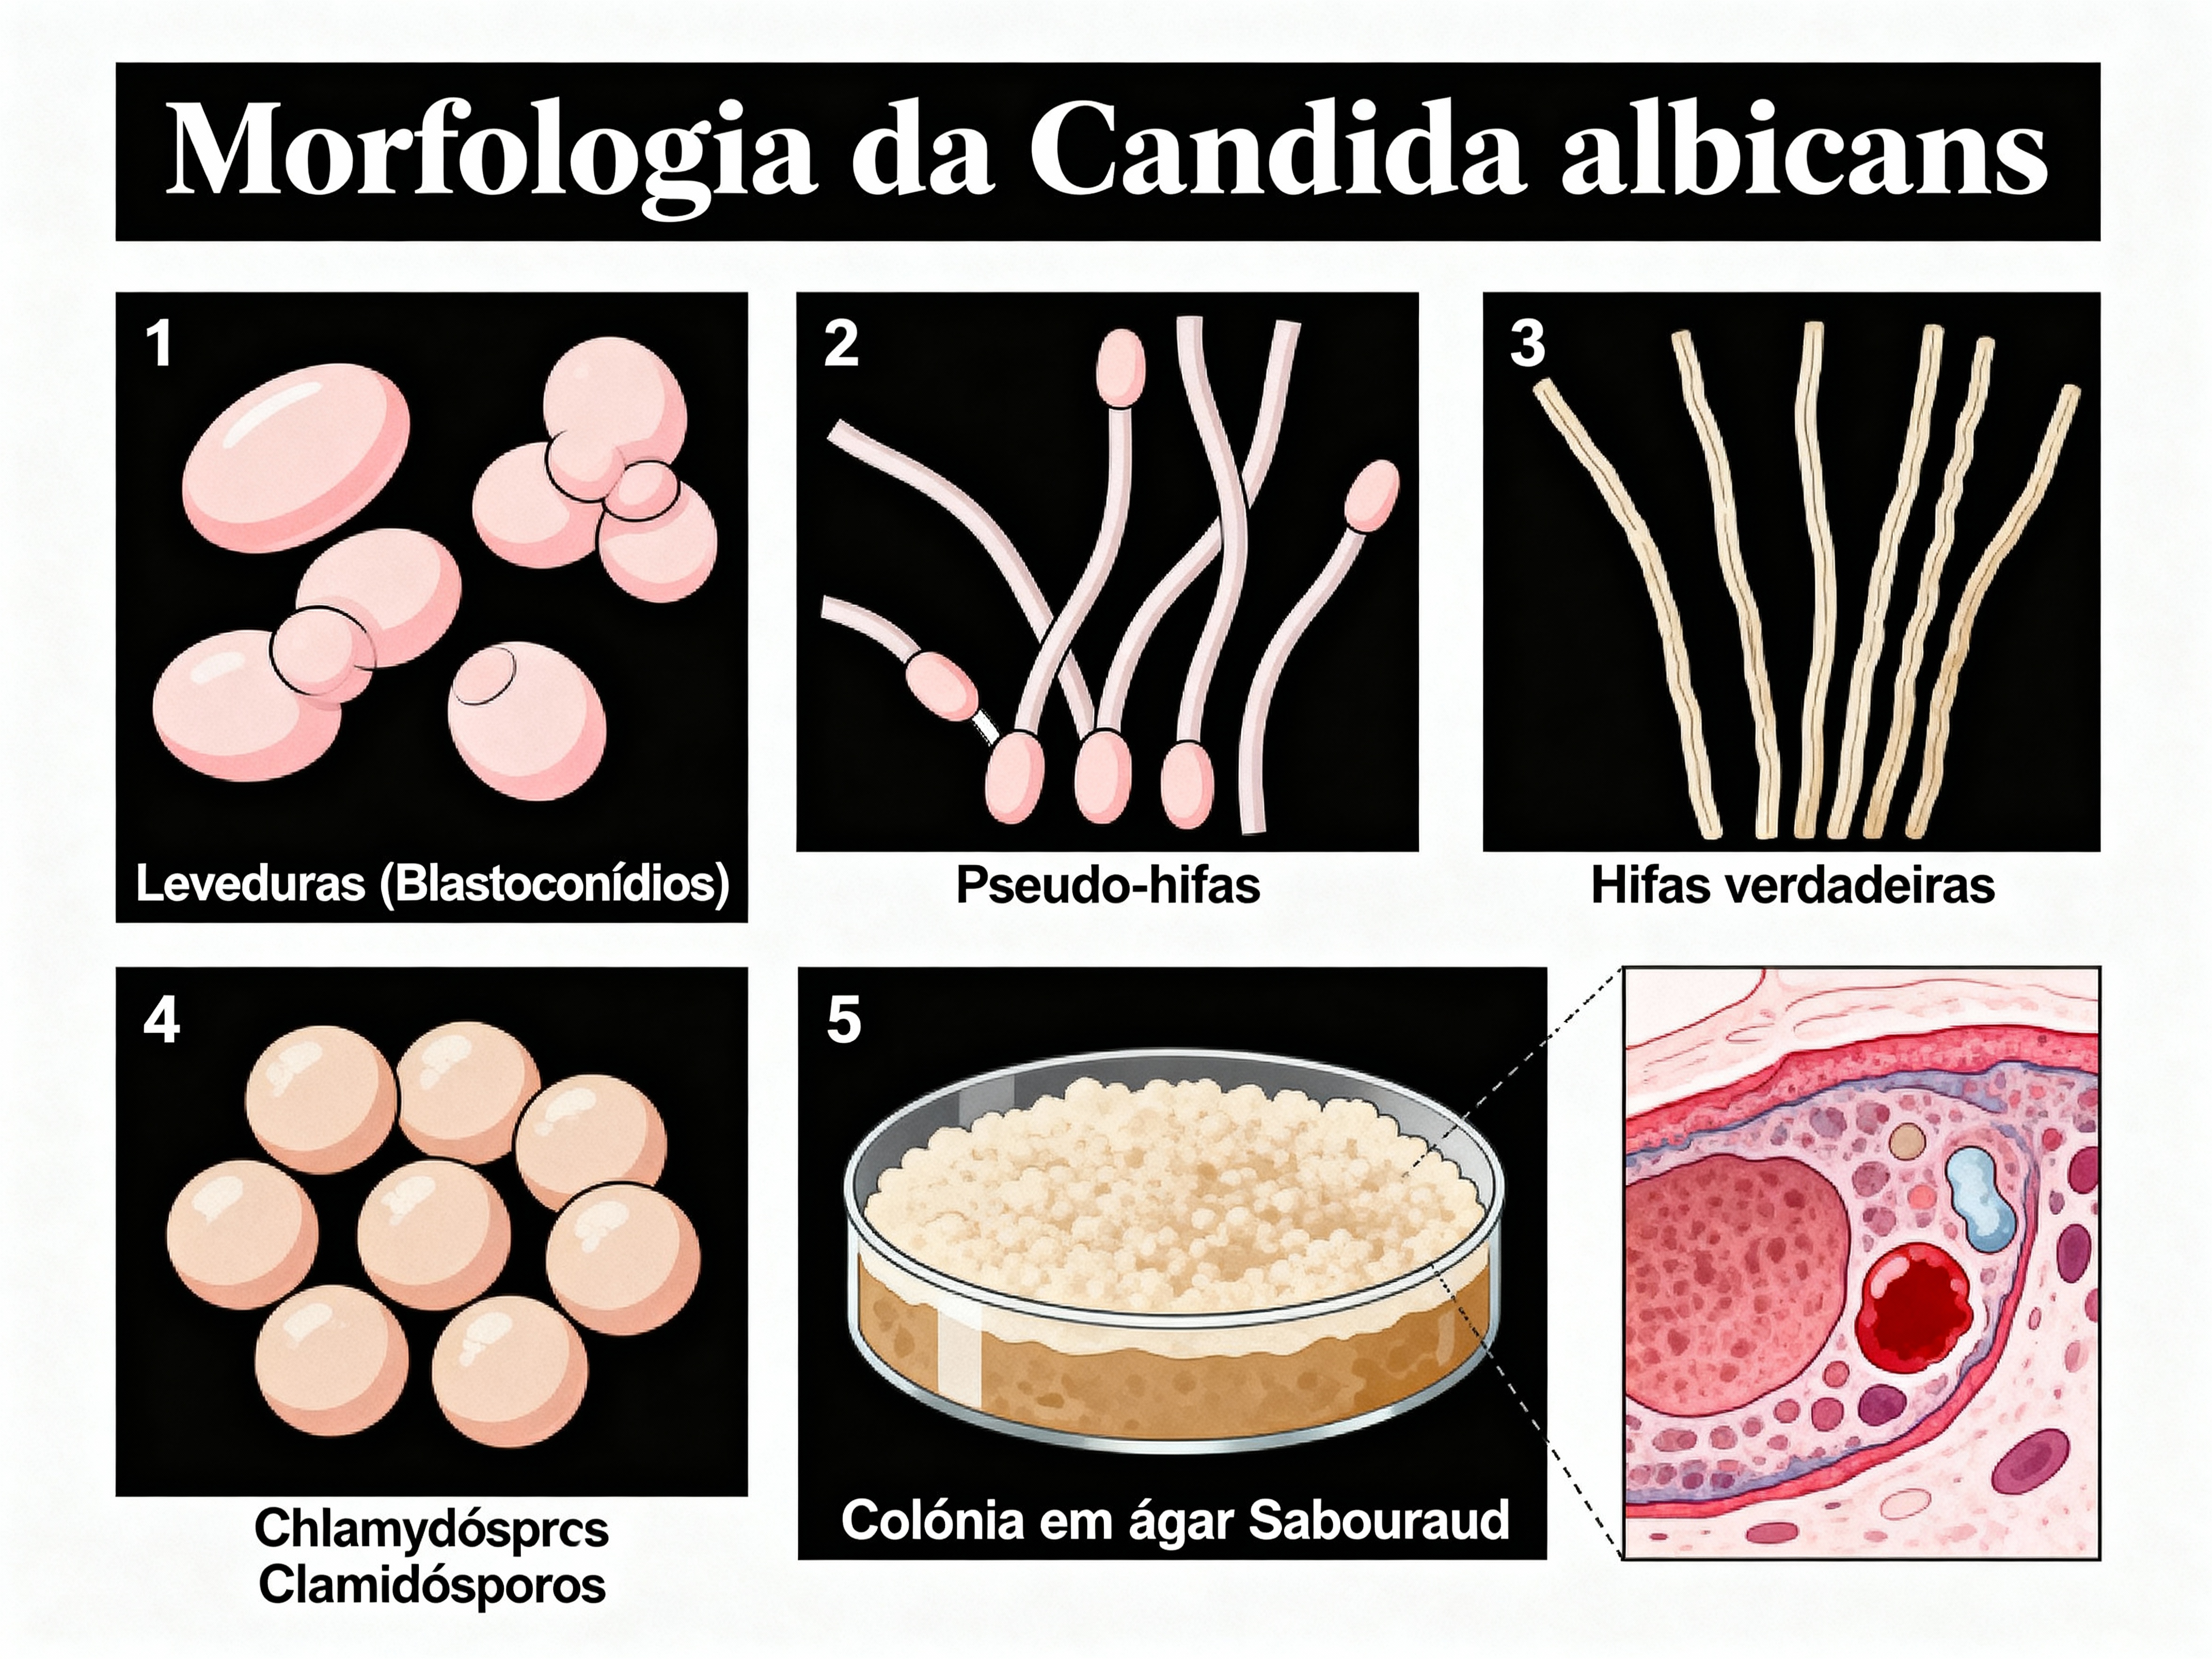 Morfologia da Candida albicans
1
2
3
Leveduras (Blastoconídios)
Pseudo-hifas
Hifas verdadeiras
4
5
Chlamydósprcs
Clamidósporos
Colónia em ágar Sabouraud